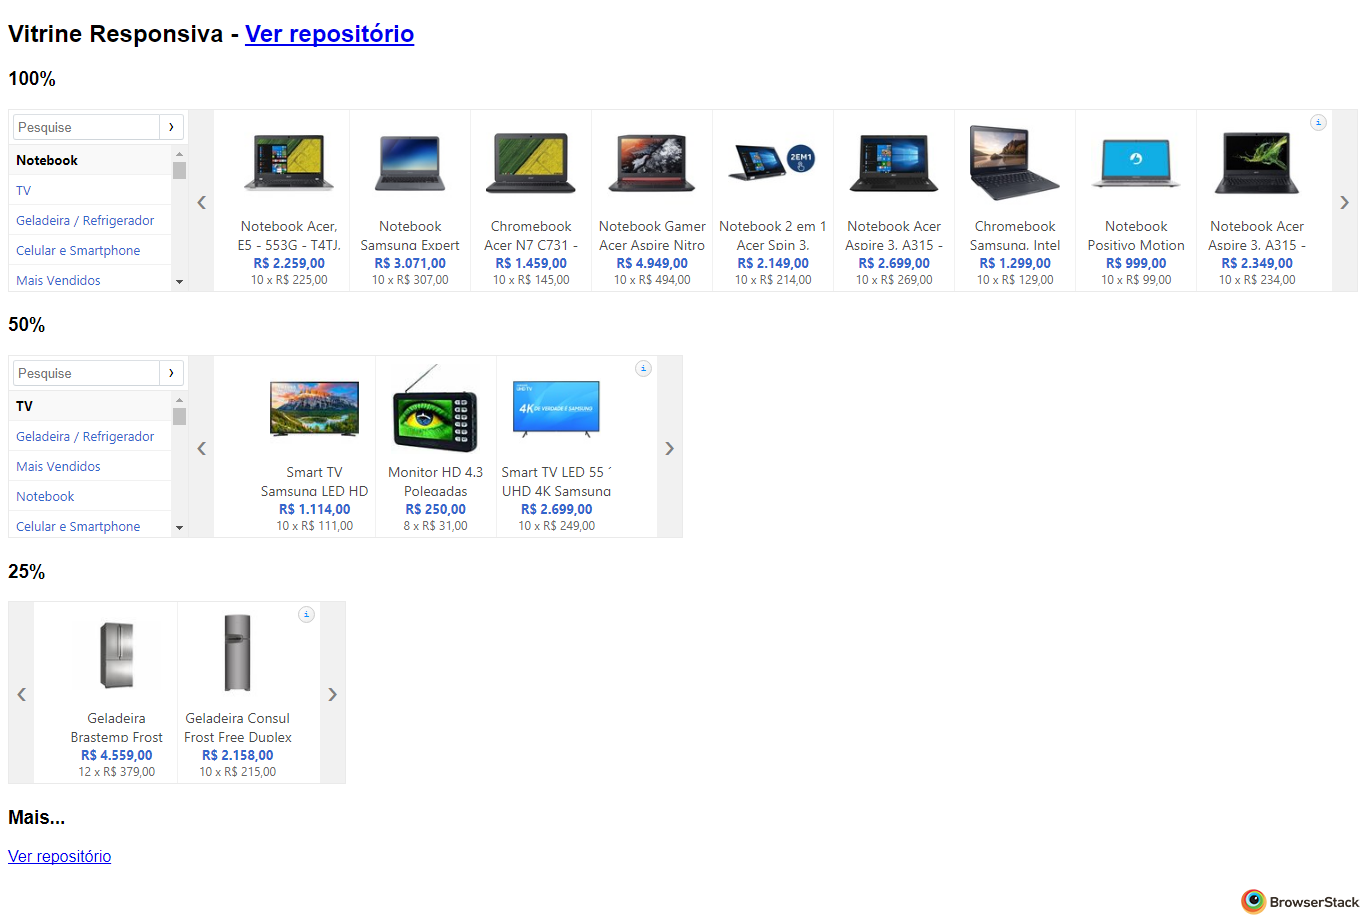 Vitrine Responsiva - Ver repositório
100%
Pesquise
Notebook
TV
Geladeira / Refrigerador
Celular e Smartphone
Mais Vendidos
Notebook Acer,
E5 - 553G - T4TJ,
R$ 2.259,00
10 x R$ 225,00
Notebook
Samsung Expert
R$ 3.071,00
10 x R$ 307,00
Chromebook
Acer N7 C731 -
R$ 1.459,00
10 x R$ 145,00
Notebook Gamer
Acer Aspire Nitro
R$ 4.949,00
10 x R$ 494,00
2EM1
Notebook 2 em 1
Acer Spin 3,
R$ 2.149,00
10 x R$ 214,00
Notebook Acer
Aspire 3, A315 -
R$ 2.699,00
10 x R$ 269,00
Chromebook
Samsung, Intel
R$ 1.299,00
10 x R$ 129,00
Notebook
Positivo Motion
R$ 999,00
10 x R$ 99,00
i
Notebook Acer
Aspire 3, A315 -
R$ 2.349,00
10 x R$ 234,00
50%
Pesquise
TV
Geladeira / Refrigerador
Mais Vendidos
Notebook
Celular e Smartphone
Smart TV
Samsung LED HD
R$ 1.114,00
10 x R$ 111,00
Monitor HD 4.3
Polegadas
R$ 250,00
8 x R$ 31,00
i
UHD TV
4K DE VERDADE É SAMSUNG
Smart TV LED 55 ´
UHD 4K Samsung
R$ 2.699,00
10 x R$ 249,00
25%
Geladeira
Brastemp Frost
R$ 4.559,00
12 x R$ 379,00
i
Geladeira Consul
Frost Free Duplex
R$ 2.158,00
10 x R$ 215,00
Mais...
Ver repositório
BrowserStack